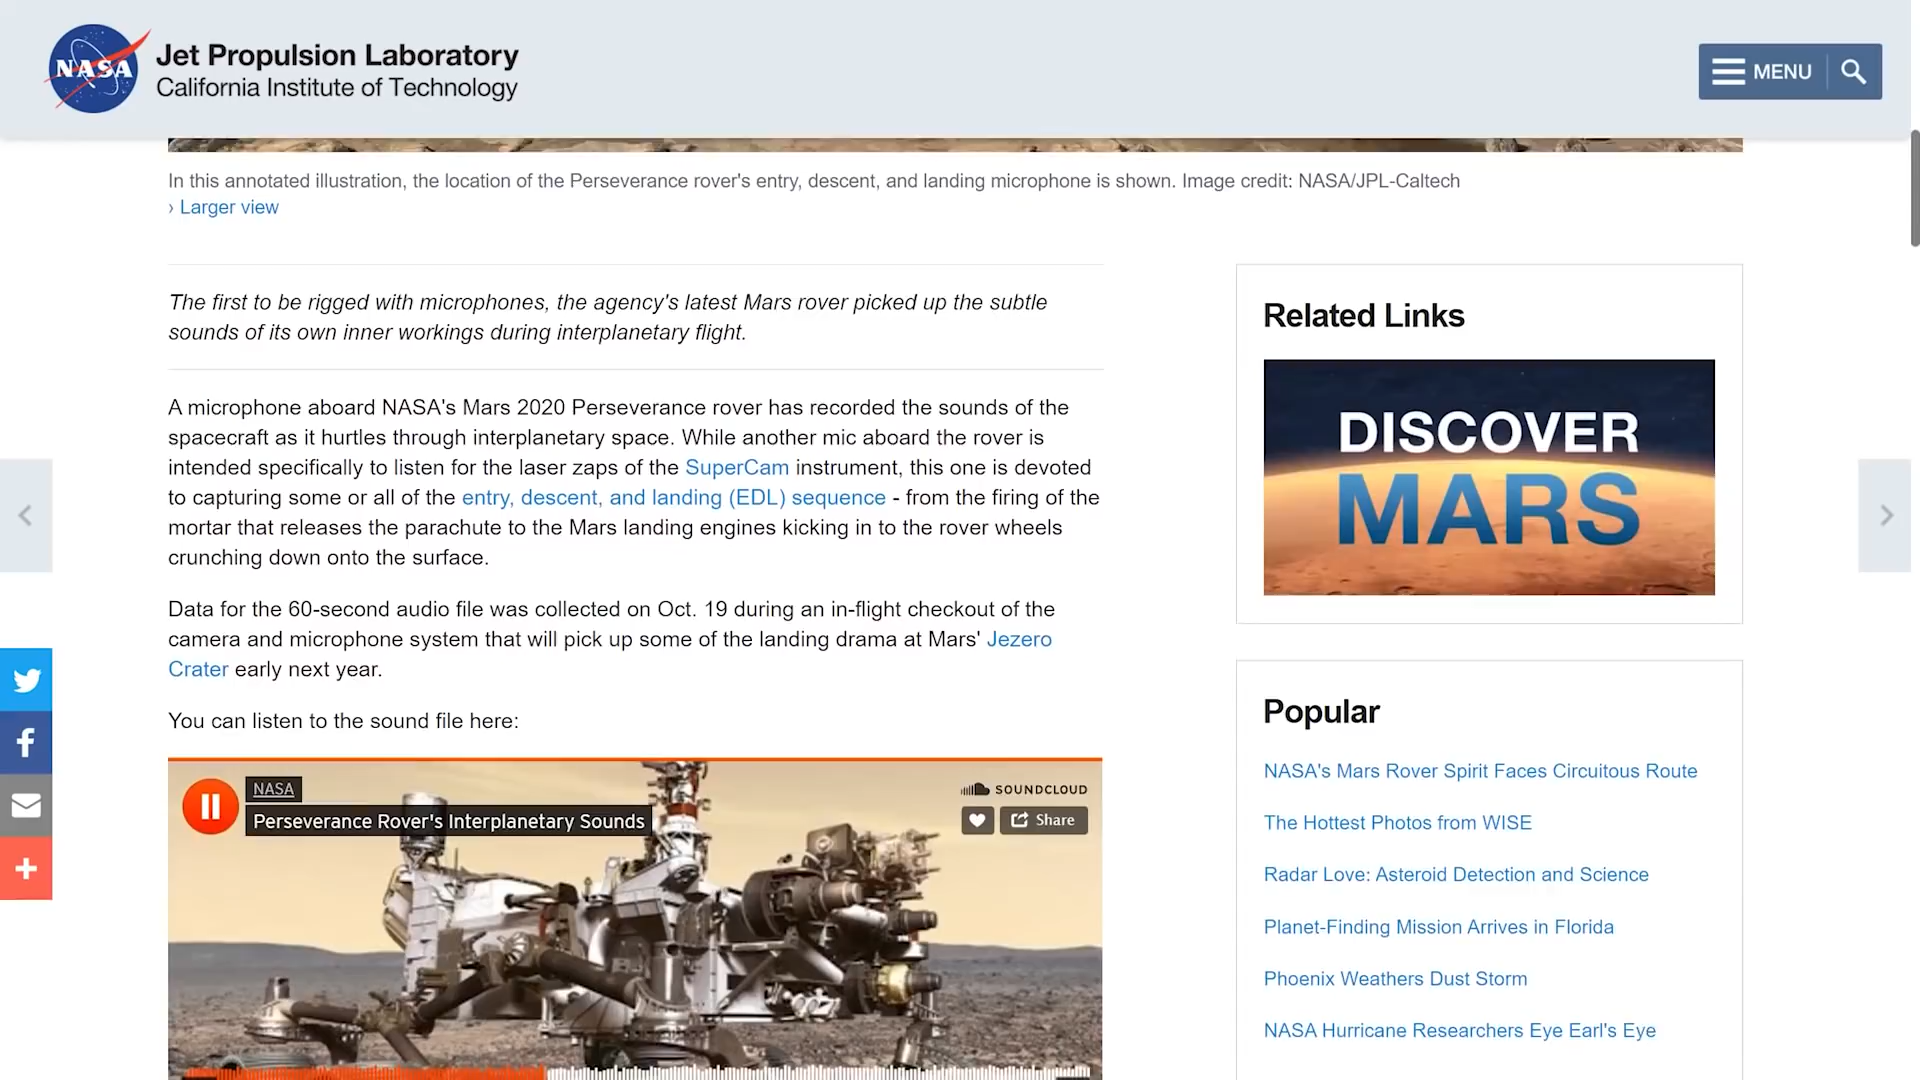 NASA
Jet Propulsion Laboratory
California Institute of Technology
MENU
In this annotated illustration, the location of the Perseverance rover's entry, descent, and landing microphone is shown. Image credit: NASA/JPL-Caltech
› Larger view
The first to be rigged with microphones, the agency's latest Mars rover picked up the subtle
sounds of its own inner workings during interplanetary flight.
A microphone aboard NASA's Mars 2020 Perseverance rover has recorded the sounds of the
spacecraft as it hurtles through interplanetary space. While another mic aboard the rover is
intended specifically to listen for the laser zaps of the SuperCam instrument, this one is devoted
to capturing some or all of the entry, descent, and landing (EDL) sequence - from the firing of the
mortar that releases the parachute to the Mars landing engines kicking in to the rover wheels
crunching down onto the surface.
Data for the 60-second audio file was collected on Oct. 19 during an in-flight checkout of the
camera and microphone system that will pick up some of the landing drama at Mars' Jezero
Crater early next year.
You can listen to the sound file here:
NASA
Perseverance Rover's Interplanetary Sounds
SOUNDCLOUD
Share
Related Links
DISCOVER
MARS
Popular
NASA's Mars Rover Spirit Faces Circuitous Route
The Hottest Photos from WISE
Radar Love: Asteroid Detection and Science
Planet-Finding Mission Arrives in Florida
Phoenix Weathers Dust Storm
NASA Hurricane Researchers Eye Earl's Eye